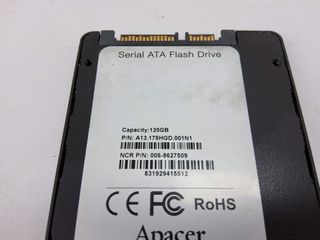 Serial ATA Flash Drive
Capacity:120GB
P/N: A13.175HGD.001N1
NCR P/N: 006-8627509
831929415512
CE FC RoHS
Apacer